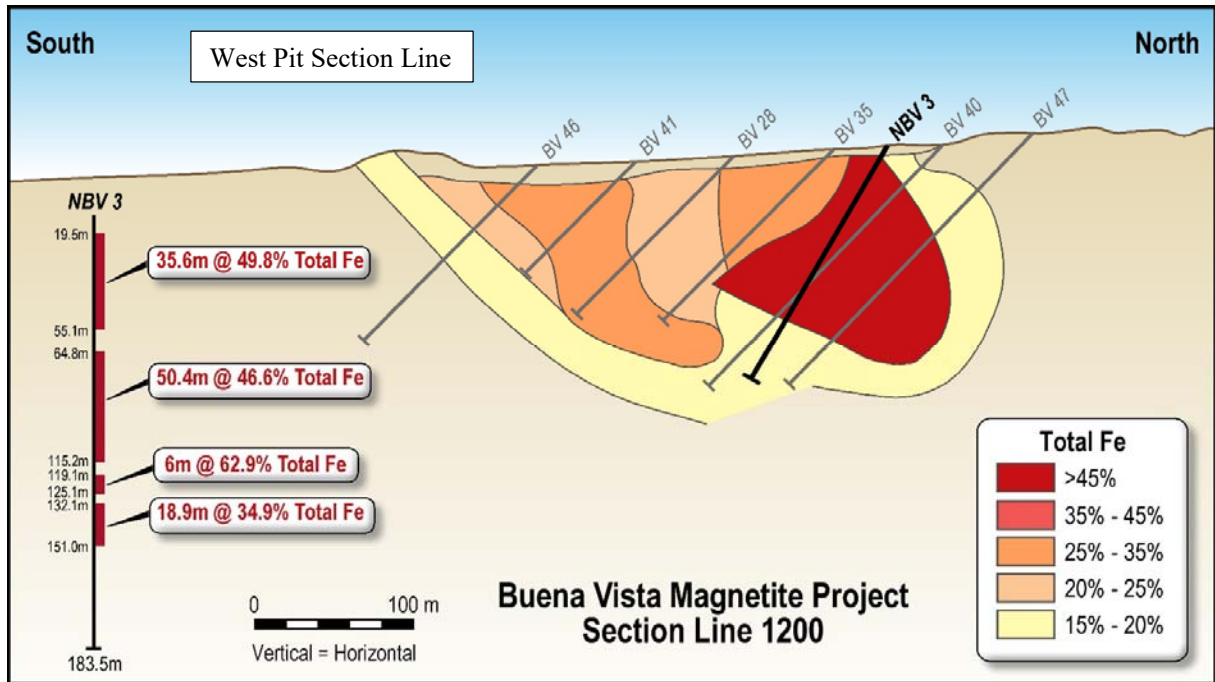 South
West Pit Section Line
North
BV 46
BV 41
BV 28
BV 35
NBV 3
BV 40
BV 47
NBV 3
19.5m
35.6m @ 49.8% Total Fe
55.1m
64.8m
50.4m @ 46.6% Total Fe
115.2m
119.1m
6m @ 62.9% Total Fe
125.1m
132.1m
18.9m @ 34.9% Total Fe
151.0m
183.5m
0 100 m
Vertical = Horizontal
Buena Vista Magnetite Project
Section Line 1200
Total Fe
>45%
35% - 45%
25% - 35%
20% - 25%
15% - 20%